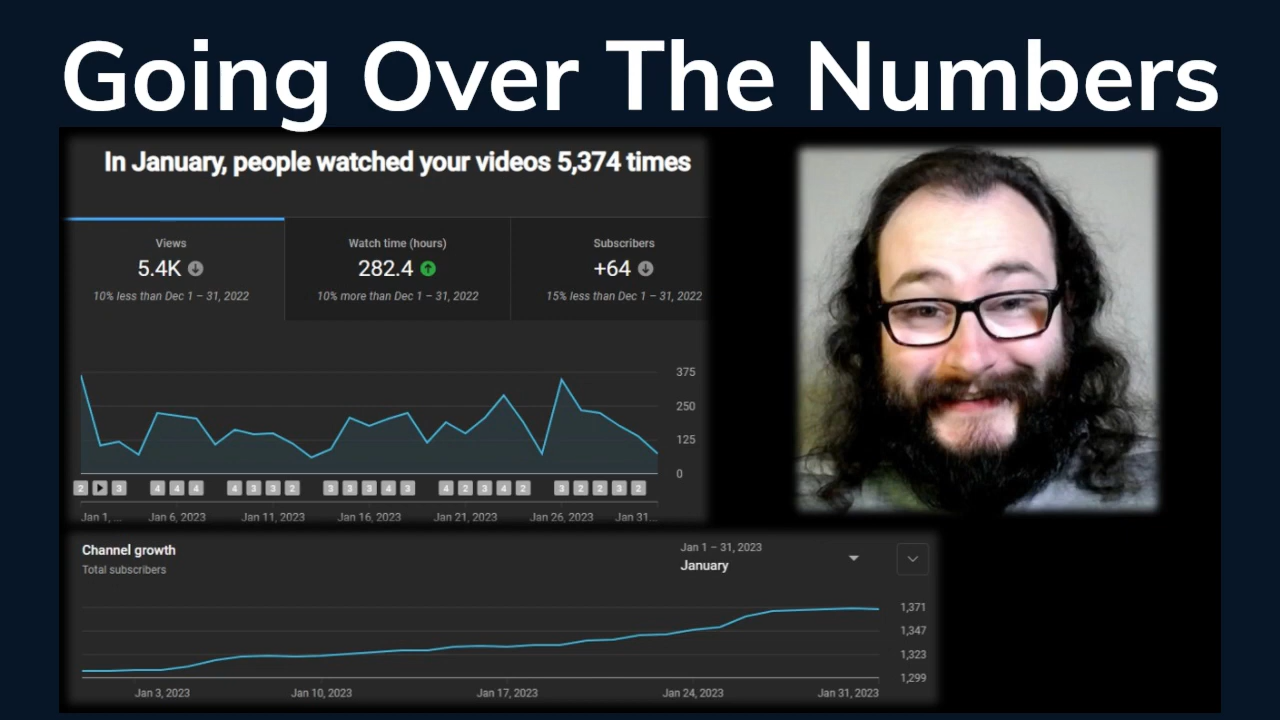 Going Over The Numbers
In January, people watched your videos 5,374 times
Views
5.4K
10% less than Dec 1 – 31, 2022
Watch time (hours)
282.4
10% more than Dec 1 – 31, 2022
Subscribers
+64
15% less than Dec 1 – 31, 2022
375
250
125
0
2 3 4 4 4 4 3 3 2 3 3 3 4 3 4 2 3 4 2 3 2 2 3 2
Jan 1, ... Jan 6, 2023 Jan 11, 2023 Jan 16, 2023 Jan 21, 2023 Jan 26, 2023 Jan 31...
Channel growth
Total subscribers
Jan 1 – 31, 2023
January
1,371
1,347
1,323
1,299
Jan 3, 2023 Jan 10, 2023 Jan 17, 2023 Jan 24, 2023 Jan 31, 2023